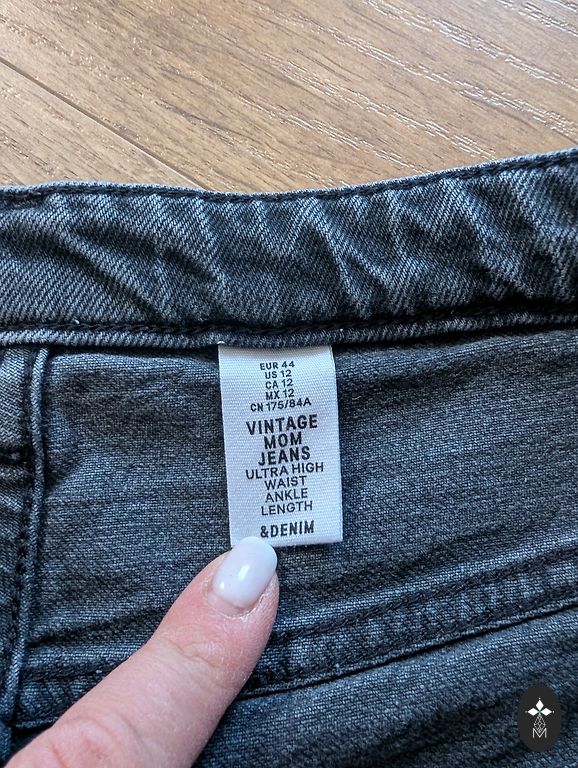 EUR 44
US 12
CA 12
MX 12
CN 175/84A
VINTAGE
MOM
JEANS
ULTRA HIGH
WAIST
ANKLE
LENGTH
&DENIM
M